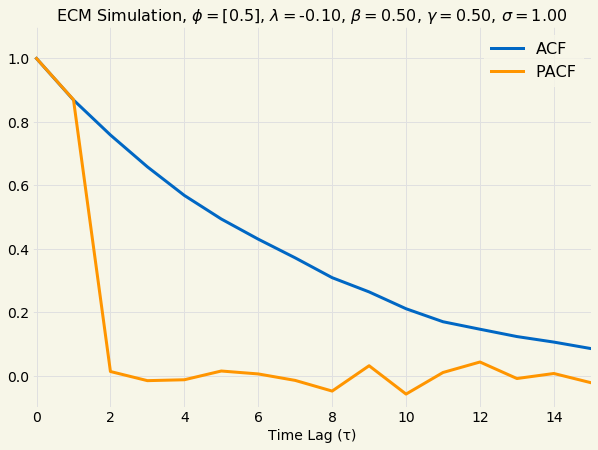 ECM Simulation, ϕ = [0.5], λ = -0.10, β = 0.50, γ = 0.50, σ = 1.00
ACF
PACF
1.0
0.8
0.6
0.4
0.2
0.0
0 2 4 6 8 10 12 14
Time Lag (τ)